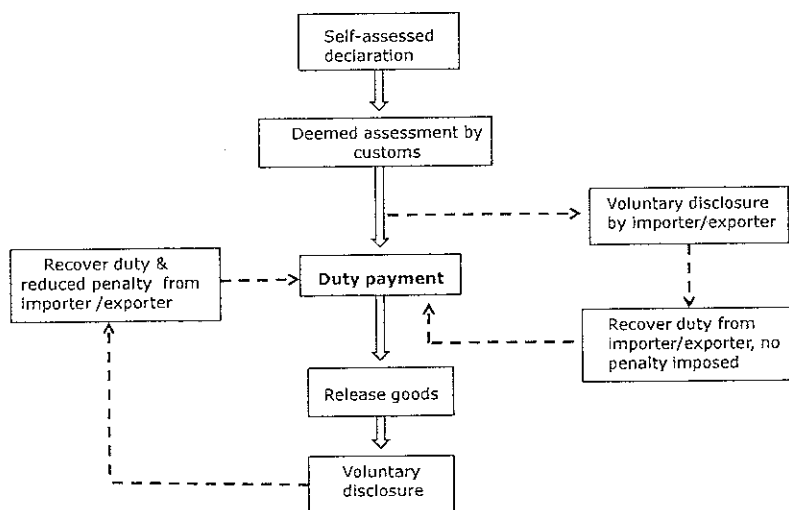 Self-assessed
declaration
Deemed assessment by
customs
Voluntary disclosure
by importer/exporter
Recover duty &
reduced penalty from
importer/exporter
Duty payment
Recover duty from
importer/exporter, no
penalty imposed
Release goods
Voluntary
disclosure